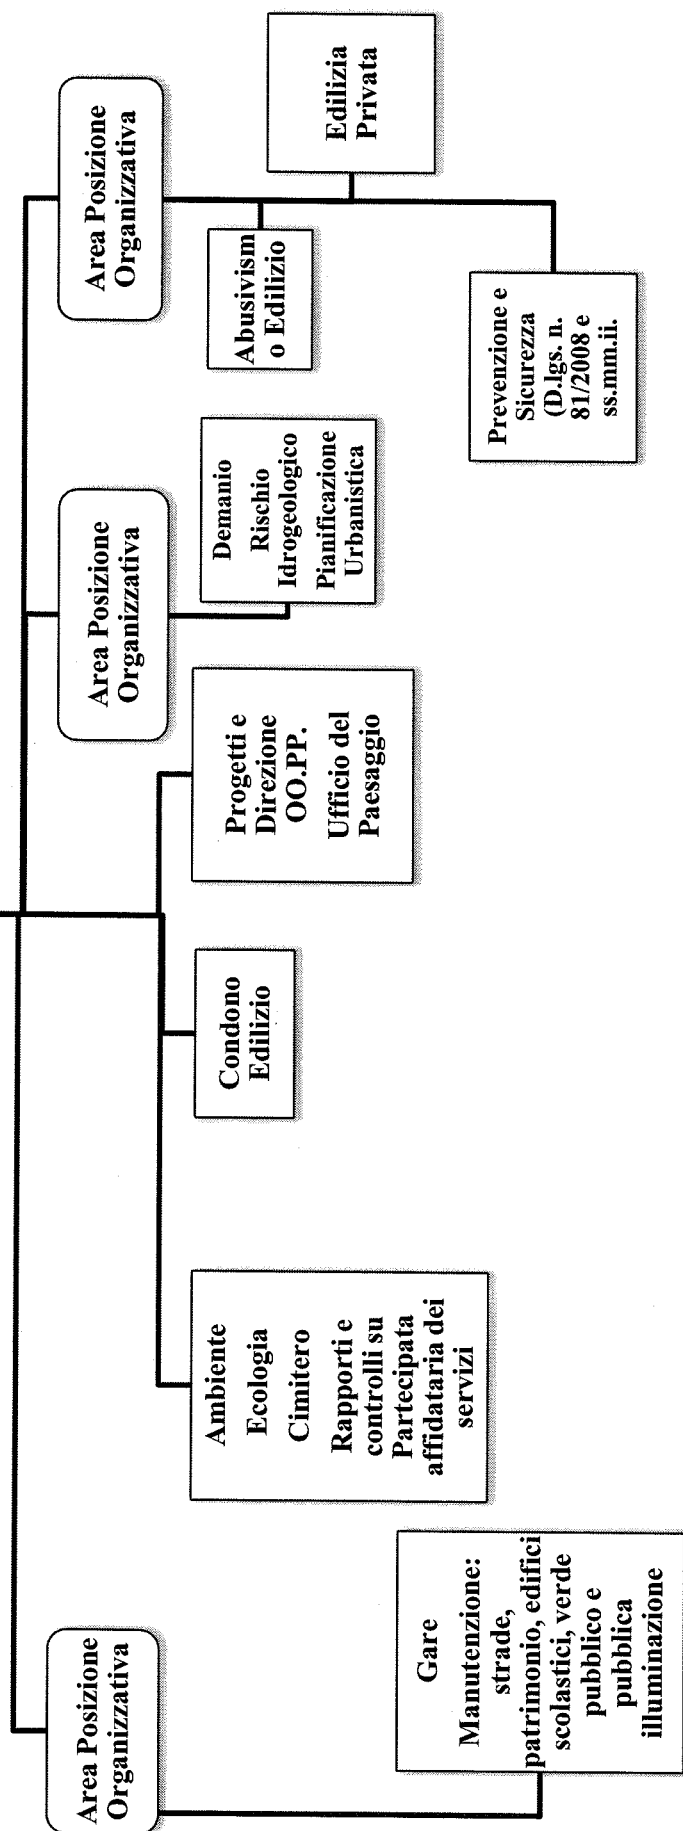 Area Posizione
Organizzativa
Gare
Manutenzione:
strade,
patrimonio, edifici
scolastici, verde
pubblico e
pubblica
illuminazione
Ambiente
Ecologia
Cimitero
Rapporti e
controlli su
Partecipata
affidataria dei
servizi
Condono
Edilizio
Progetti e
Direzione
OO.PP.
Ufficio del
Paesaggio
Area Posizione
Organizzativa
Demanio
Rischio
Idrogeologico
Pianificazione
Urbanistica
Area Posizione
Organizzativa
Abusivism
o Edilizio
Edilizia
Privata
Prevenzione e
Sicurezza
(D.lgs. n.
81/2008 e
ss.mm.ii.